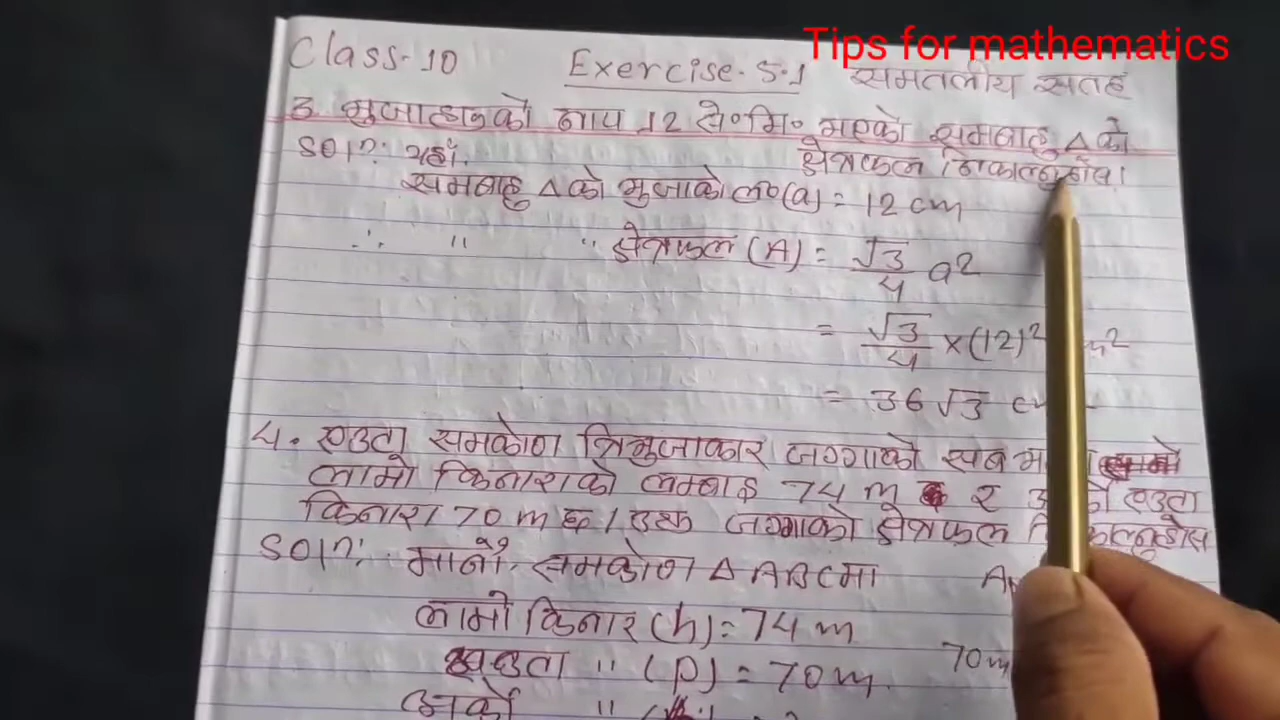 Tips for mathematics
Class-10 Exercise-5.1 समतलीय सतह
3. भुजाहरुको नाप 12 से०मि० भएको समबाहु Δ को
क्षेत्रफल निकाल्नुहोस।
Sol?: यहाँ,
समबाहु Δ को भुजाको ल०(a) = 12 cm
∴ " " क्षेत्रफल (A) = √3/4 a²
= √3/4 × (12)²
= 36√3
4. एउटा समकोण त्रिभुजाकार जग्गाको सब
लामो किनाराको लम्बाइ 74 m र एउटा
किनारा 70 m छ। उक्त जग्गाको क्षेत्रफल
Sol?: मानौं, समकोण Δ ABC मा
लामो किनार (h) = 74 m
एउटा " (p) = 70 m. 70m
अर्को "